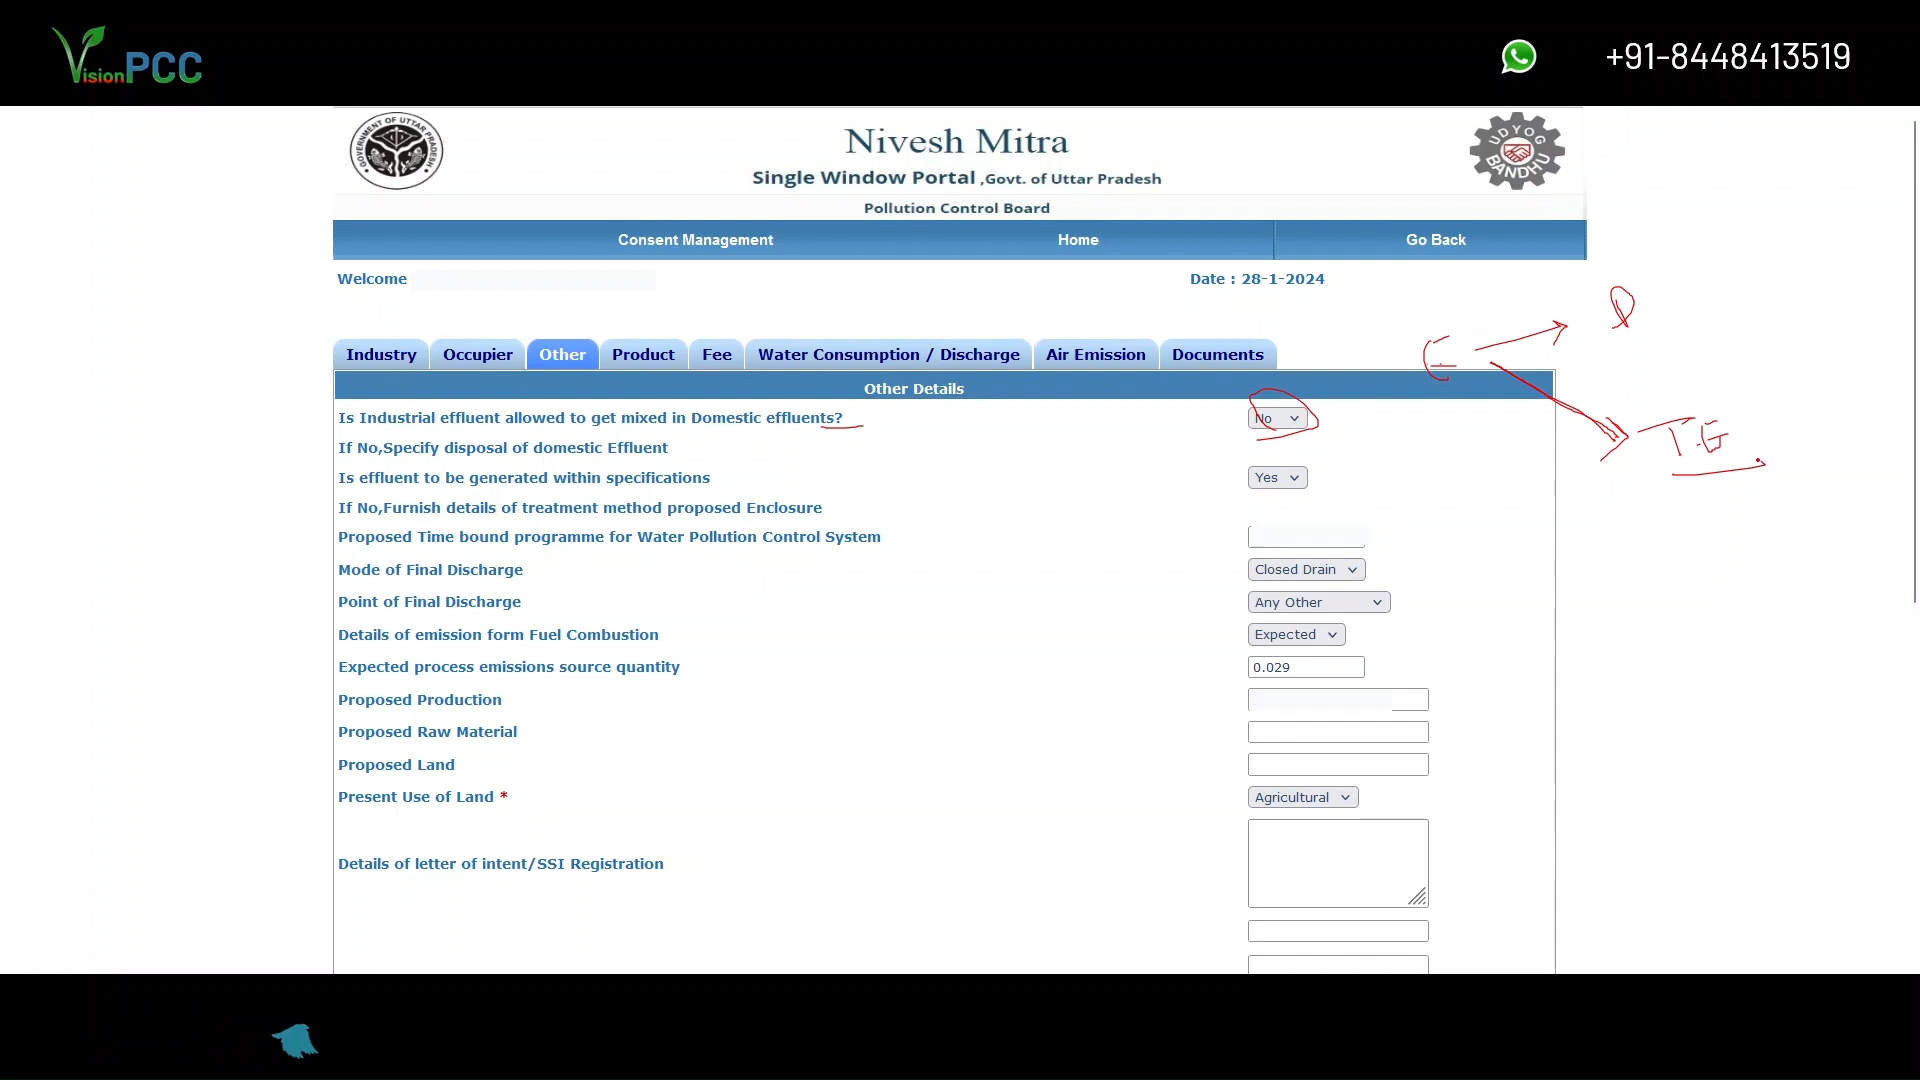 VisionPCC
+91-8448413519
GOVERNMENT OF UTTAR PRADESH
Nivesh Mitra
UDYOG BANDHU
Single Window Portal ,Govt. of Uttar Pradesh
Pollution Control Board
Consent Management Home Go Back
Welcome Date : 28-1-2024
Industry Occupier Other Product Fee Water Consumption / Discharge Air Emission Documents
Other Details
Is Industrial effluent allowed to get mixed in Domestic effluents? No
If No,Specify disposal of domestic Effluent
Is effluent to be generated within specifications Yes
If No,Furnish details of treatment method proposed Enclosure
Proposed Time bound programme for Water Pollution Control System
Mode of Final Discharge Closed Drain
Point of Final Discharge Any Other
Details of emission form Fuel Combustion Expected
Expected process emissions source quantity 0.029
Proposed Production
Proposed Raw Material
Proposed Land
Present Use of Land * Agricultural
Details of letter of intent/SSI Registration